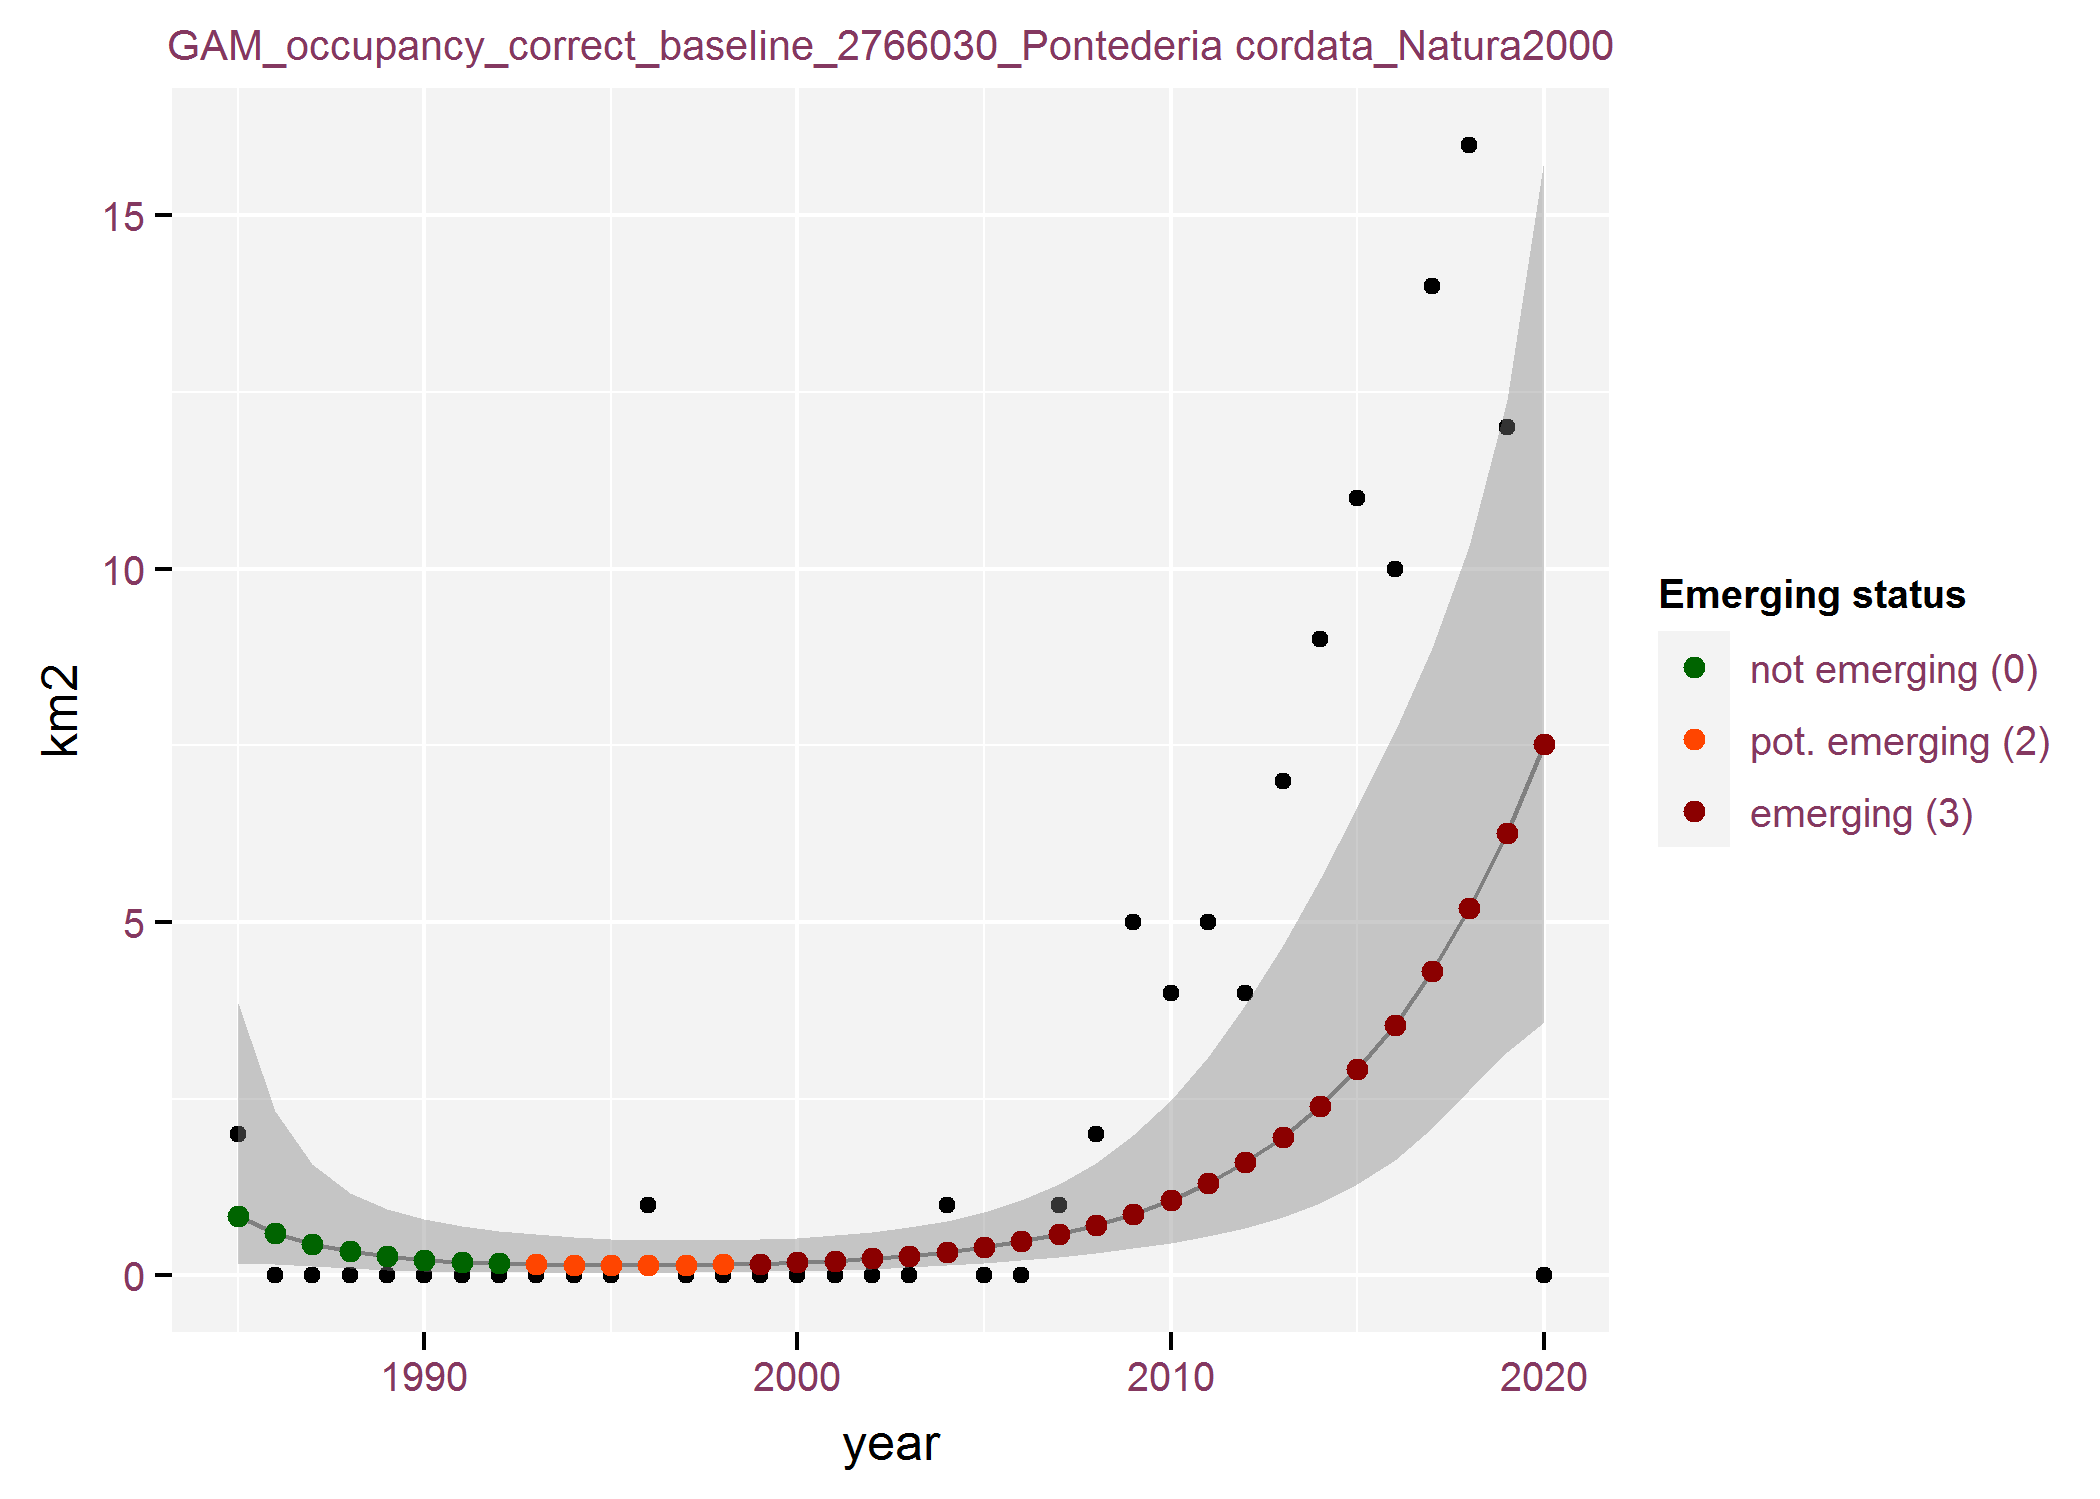 GAM_occupancy_correct_baseline_2766030_Pontederia cordata_Natura2000
15
10
5
0
km2
1990
2000
2010
2020
year
Emerging status
not emerging (0)
pot. emerging (2)
emerging (3)